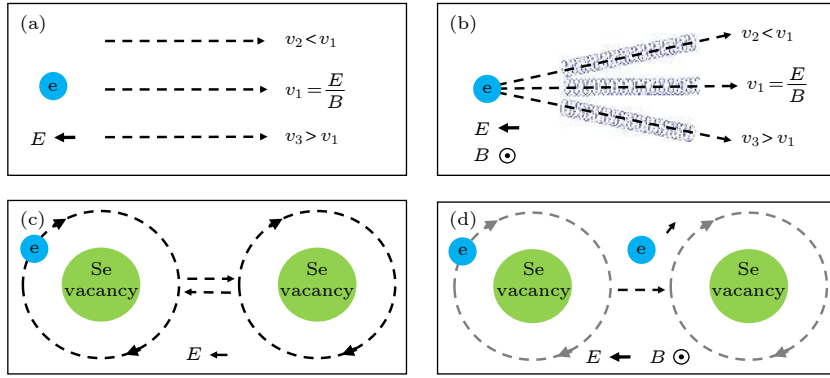 (a)
v₂<v₁
e
v₁=E/B
E
v₃>v₁
(b)
v₂<v₁
e
v₁=E/B
E
v₃>v₁
B
(c)
e
Se
vacancy
Se
vacancy
E
(d)
e
e
Se
vacancy
Se
vacancy
E B